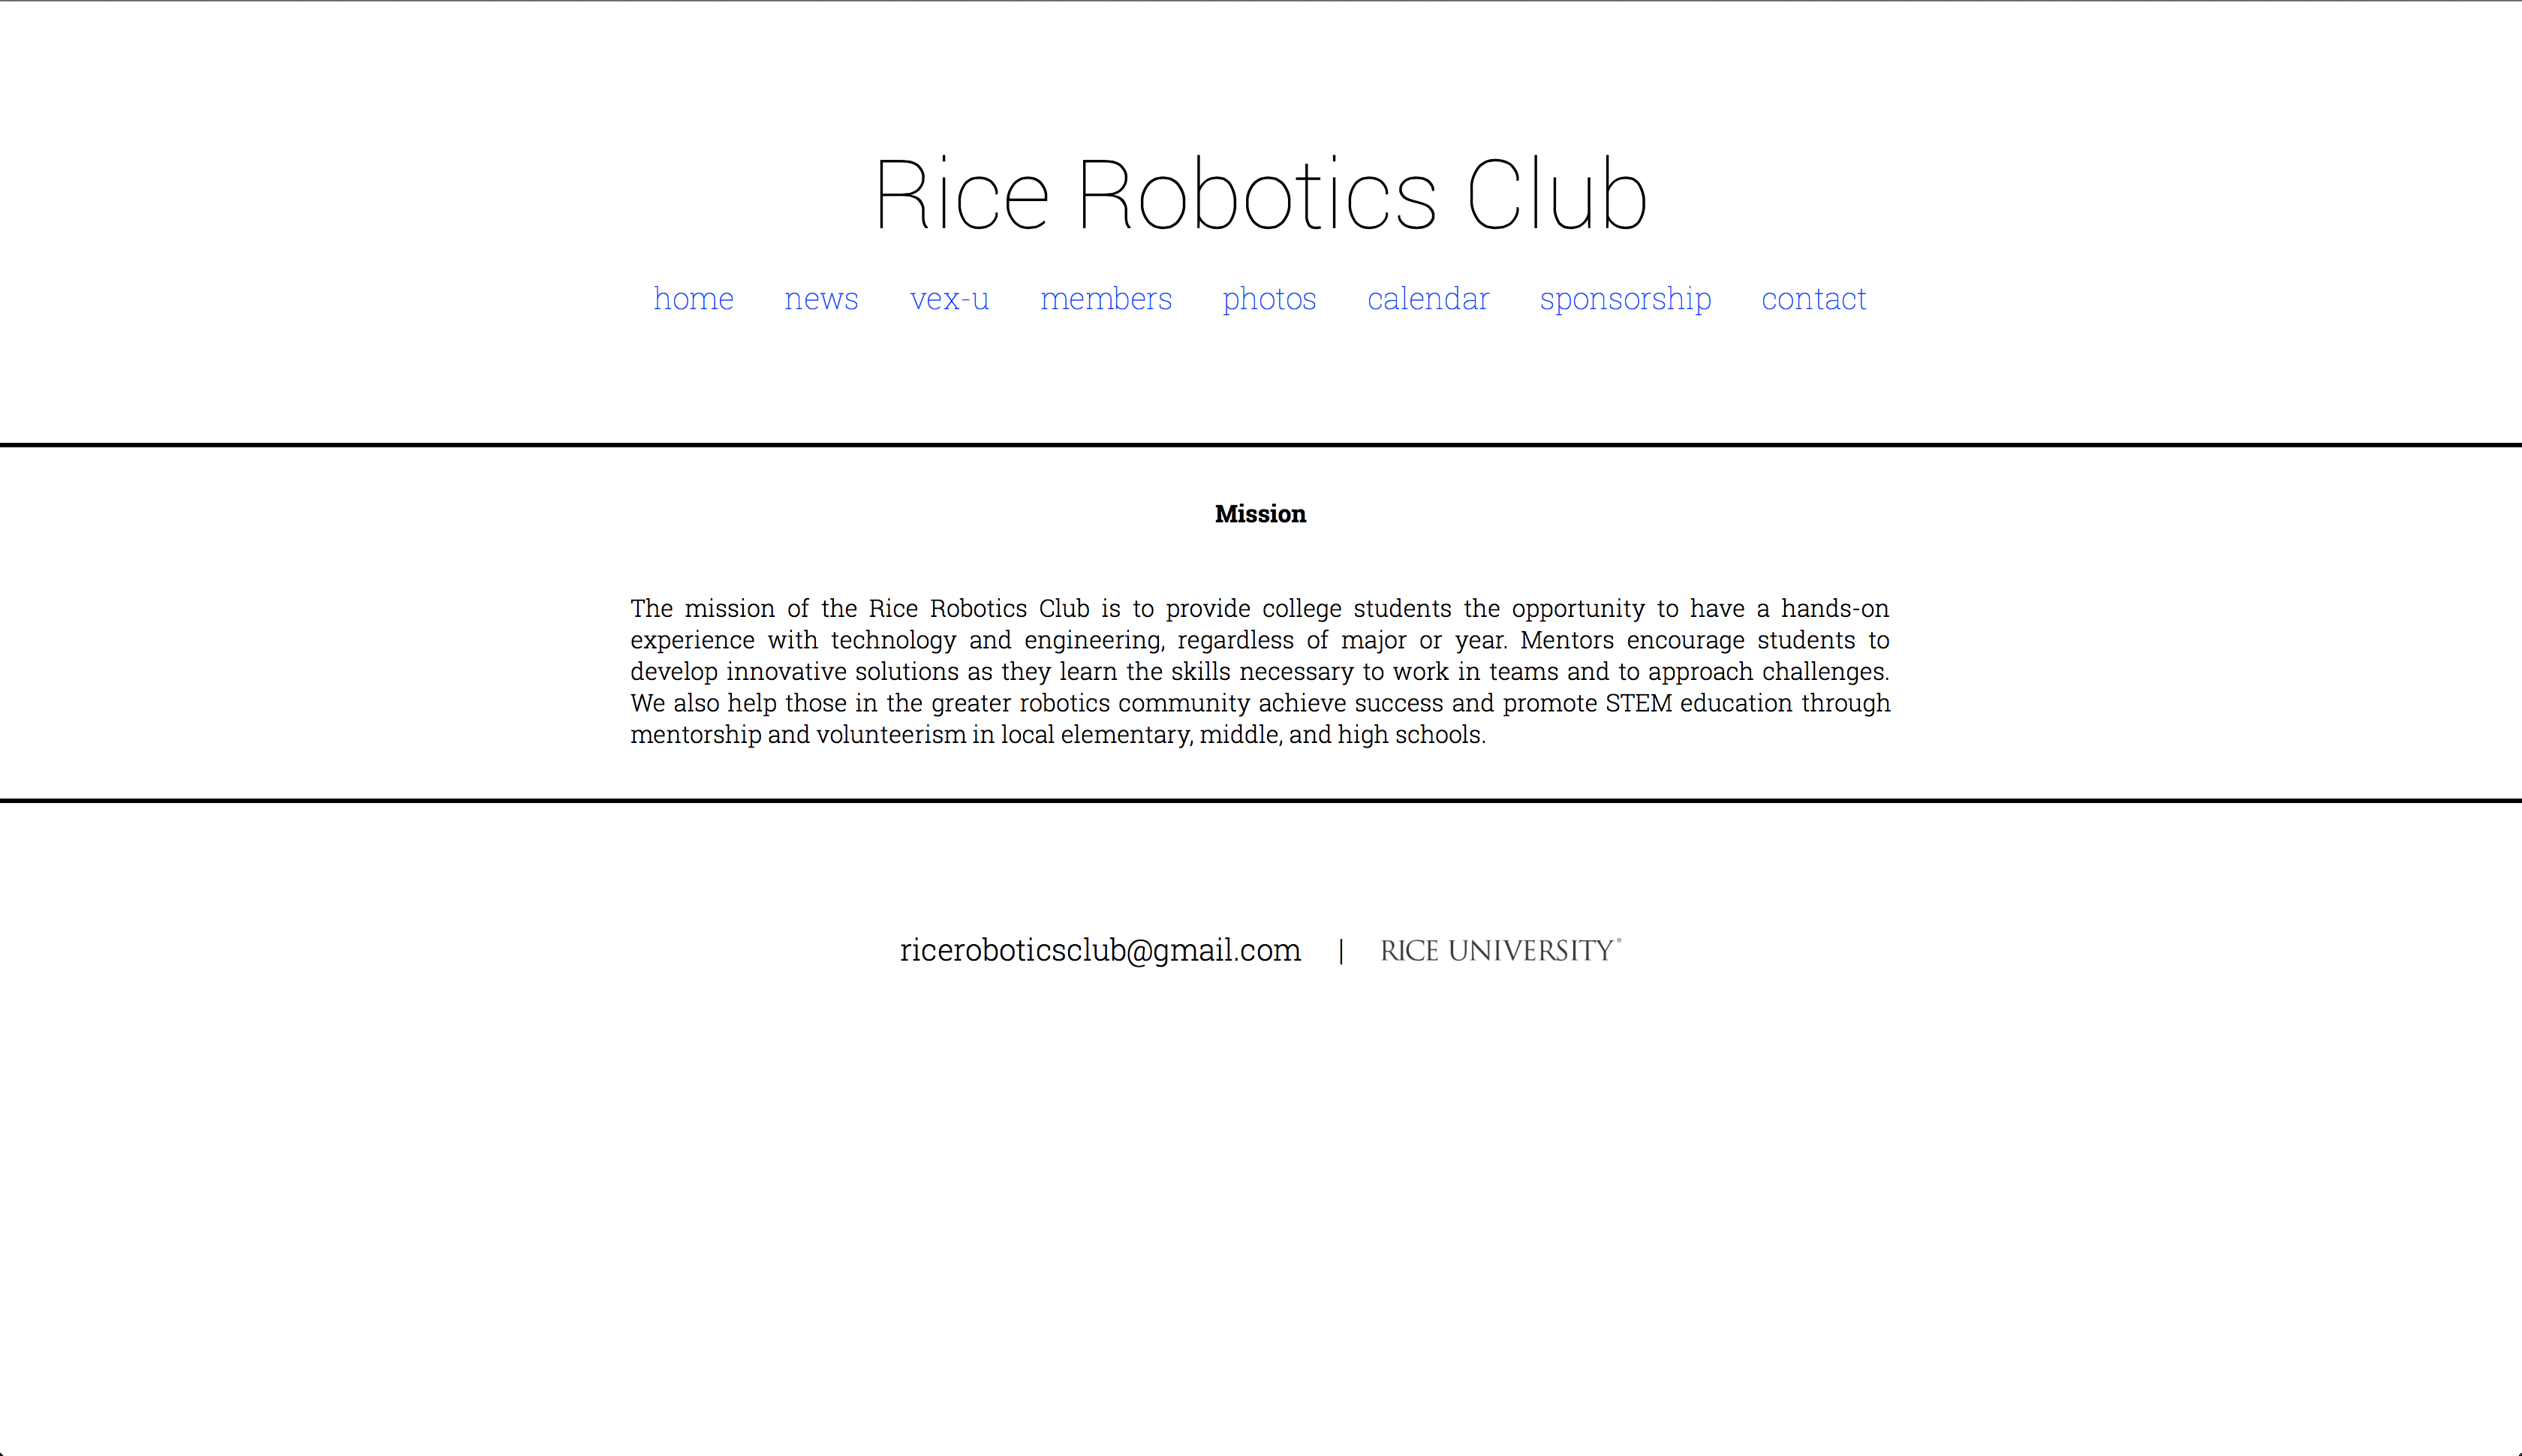 Rice Robotics Club
home news vex-u members photos calendar sponsorship contact
Mission
The mission of the Rice Robotics Club is to provide college students the opportunity to have a hands-on
experience with technology and engineering, regardless of major or year. Mentors encourage students to
develop innovative solutions as they learn the skills necessary to work in teams and to approach challenges.
We also help those in the greater robotics community achieve success and promote STEM education through
mentorship and volunteerism in local elementary, middle, and high schools.
riceroboticsclub@gmail.com | RICE UNIVERSITY®